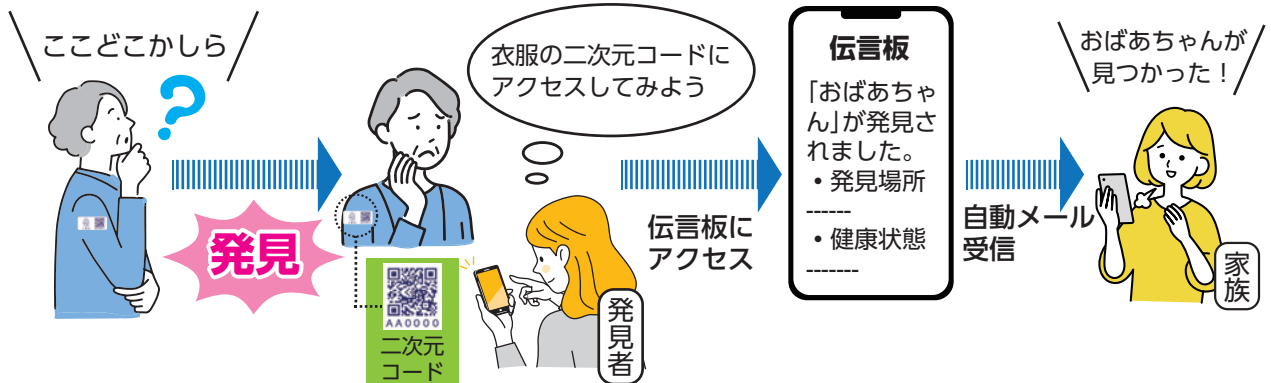 ここどこかしら
?
発見
衣服の二次元コードに
アクセスしてみよう
AA0000
二次元
コード
発見者
伝言板に
アクセス
伝言板
「おばあちゃ
ん」が発見さ
れました。
・発見場所
------
・健康状態
-------
自動メール
受信
おばあちゃんが
見つかった！
家族